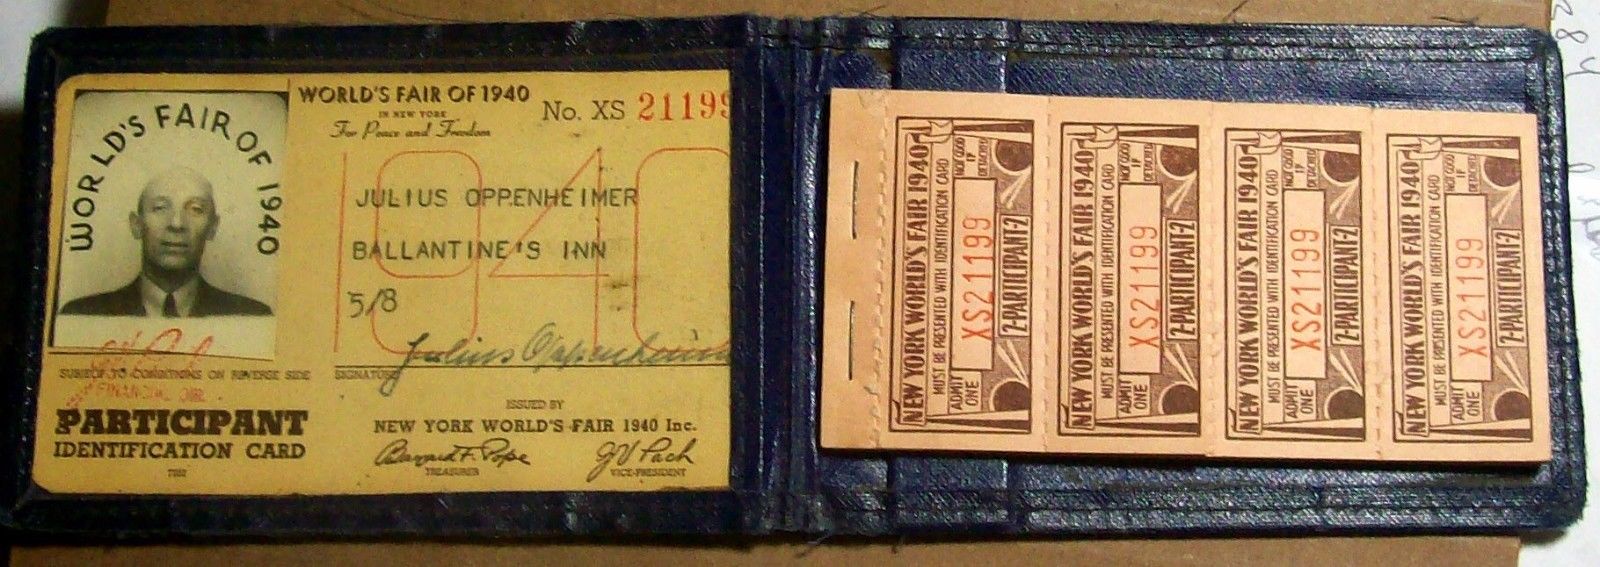 WORLD'S FAIR OF 1940
WORLD'S FAIR OF 1940
IN NEW YORK
For Peace and Freedom
No. XS 21199
1940
JULIUS OPPENHEIMER
BALLANTINE'S INN
5/8
Julius Oppenheimer
SUBJECT TO CONDITIONS ON REVERSE SIDE
SIGNATURE
FINANCIAL DIR.
PARTICIPANT
IDENTIFICATION CARD
ISSUED BY
NEW YORK WORLD'S FAIR 1940 Inc.
Bayard F. Pope
TREASURER
VICE-PRESIDENT
NEW YORK WORLD'S FAIR 1940
MUST BE PRESENTED WITH IDENTIFICATION CARD
NOT GOOD
IF
DETACHED
ADMIT
ONE
XS21199
2-PARTICIPANT-2
NEW YORK WORLD'S FAIR 1940
MUST BE PRESENTED WITH IDENTIFICATION CARD
NOT GOOD
IF
DETACHED
ADMIT
ONE
XS21199
2-PARTICIPANT-2
NEW YORK WORLD'S FAIR 1940
MUST BE PRESENTED WITH IDENTIFICATION CARD
NOT GOOD
IF
DETACHED
ADMIT
ONE
XS21199
2-PARTICIPANT-2
NEW YORK WORLD'S FAIR 1940
MUST BE PRESENTED WITH IDENTIFICATION CARD
NOT GOOD
IF
DETACHED
ADMIT
ONE
XS21199
2-PARTICIPANT-2